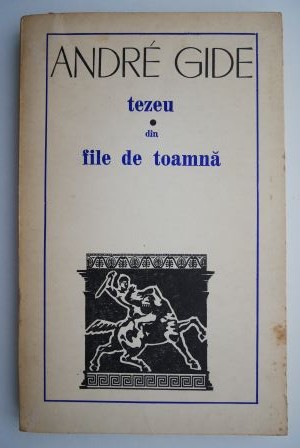 ANDRÉ GIDE
tezeu
•
din
file de toamnă